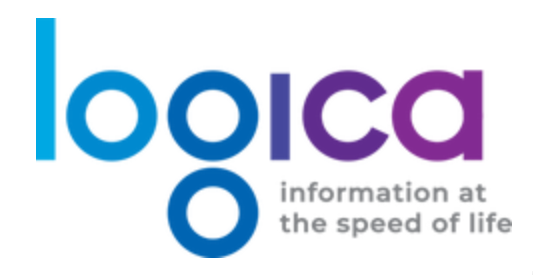 logica
information at
the speed of life